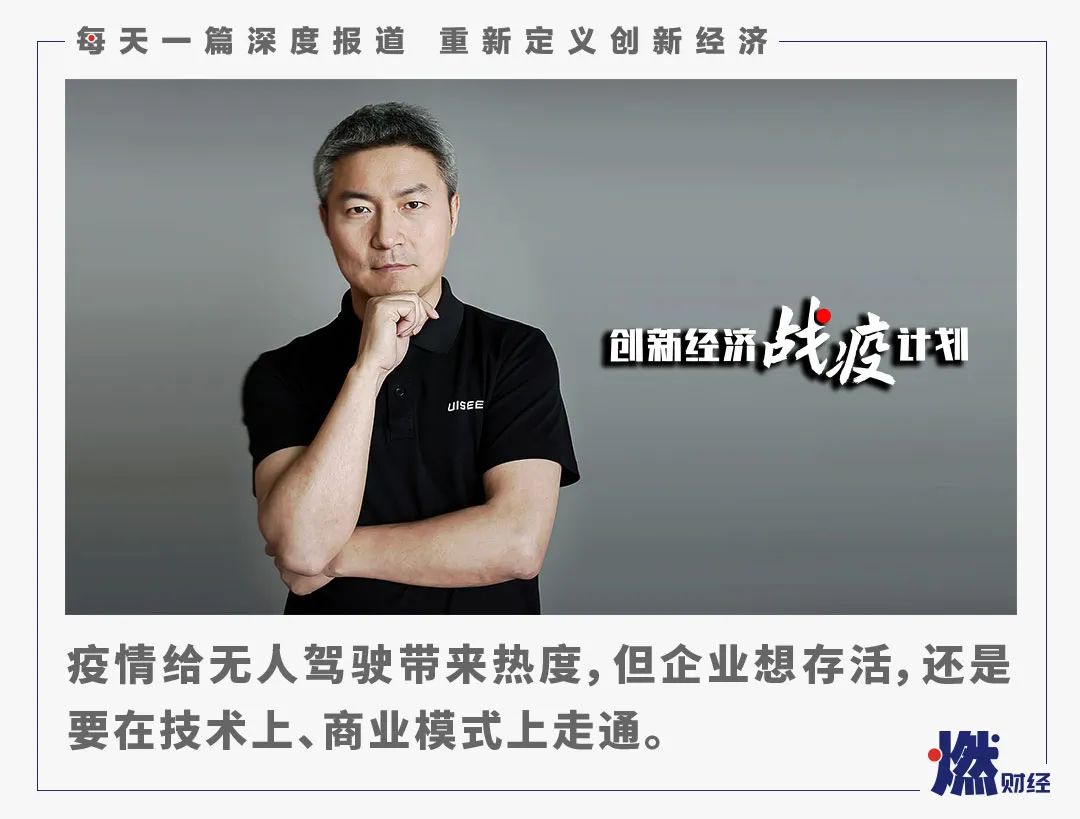 每天一篇深度报道 重新定义创新经济
创新经济战疫计划
UISEE
疫情给无人驾驶带来热度，但企业想存活，还是
要在技术上、商业模式上走通。
燃财经